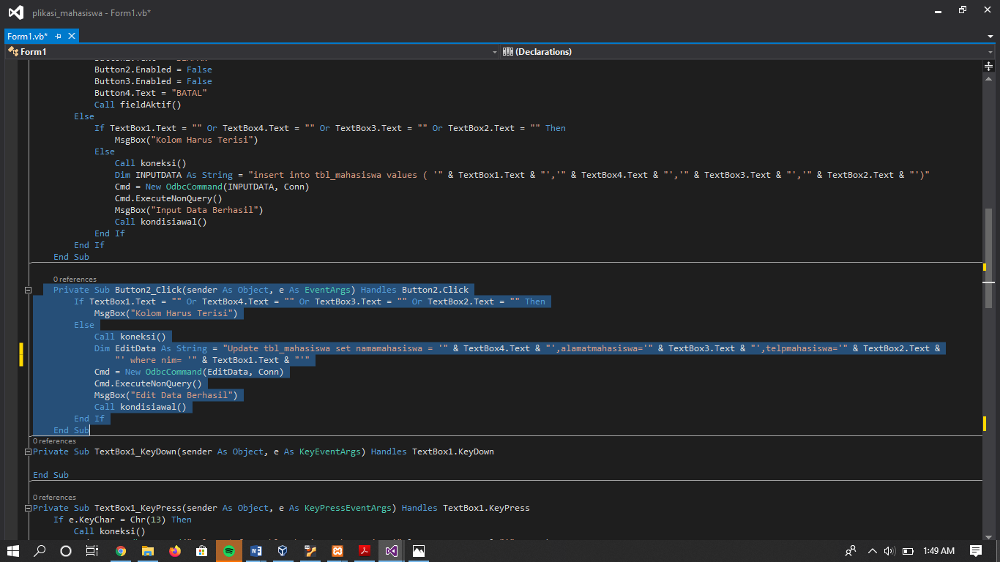 plikasi_mahasiswa - Form1.vb*
Form1.vb*
Form1
(Declarations)
Button2.Enabled = False
Button3.Enabled = False
Button4.Text = "BATAL"
Call fieldAktif()
Else
If TextBox1.Text = "" Or TextBox4.Text = "" Or TextBox3.Text = "" Or TextBox2.Text = "" Then
MsgBox("Kolom Harus Terisi")
Else
Call koneksi()
Dim INPUTDATA As String = "insert into tbl_mahasiswa values ( '" & TextBox1.Text & "','" & TextBox4.Text & "','" & TextBox3.Text & "','" & TextBox2.Text & "')"
Cmd = New OdbcCommand(INPUTDATA, Conn)
Cmd.ExecuteNonQuery()
MsgBox("Input Data Berhasil")
Call kondisiawal()
End If
End If
End Sub
0 references
Private Sub Button2_Click(sender As Object, e As EventArgs) Handles Button2.Click
If TextBox1.Text = "" Or TextBox4.Text = "" Or TextBox3.Text = "" Or TextBox2.Text = "" Then
MsgBox("Kolom Harus Terisi")
Else
Call koneksi()
Dim EditData As String = "Update tbl_mahasiswa set namamahasiswa = '" & TextBox4.Text & "',alamatmahasiswa='" & TextBox3.Text & "',telpmahasiswa='" & TextBox2.Text &
"' where nim= '" & TextBox1.Text & "'"
Cmd = New OdbcCommand(EditData, Conn)
Cmd.ExecuteNonQuery()
MsgBox("Edit Data Berhasil")
Call kondisiawal()
End If
End Sub
0 references
Private Sub TextBox1_KeyDown(sender As Object, e As KeyEventArgs) Handles TextBox1.KeyDown
End Sub
0 references
Private Sub TextBox1_KeyPress(sender As Object, e As KeyPressEventArgs) Handles TextBox1.KeyPress
If e.KeyChar = Chr(13) Then
Call koneksi()
1:49 AM